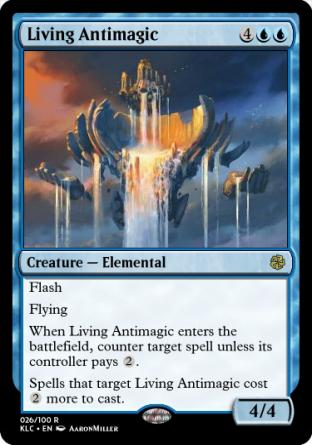 Living Antimagic 4
Creature — Elemental
Flash
Flying
When Living Antimagic enters the
battlefield, counter target spell unless its
controller pays 2.
Spells that target Living Antimagic cost
2 more to cast.
026/100 R
KLC • EN AaronMiller
4/4